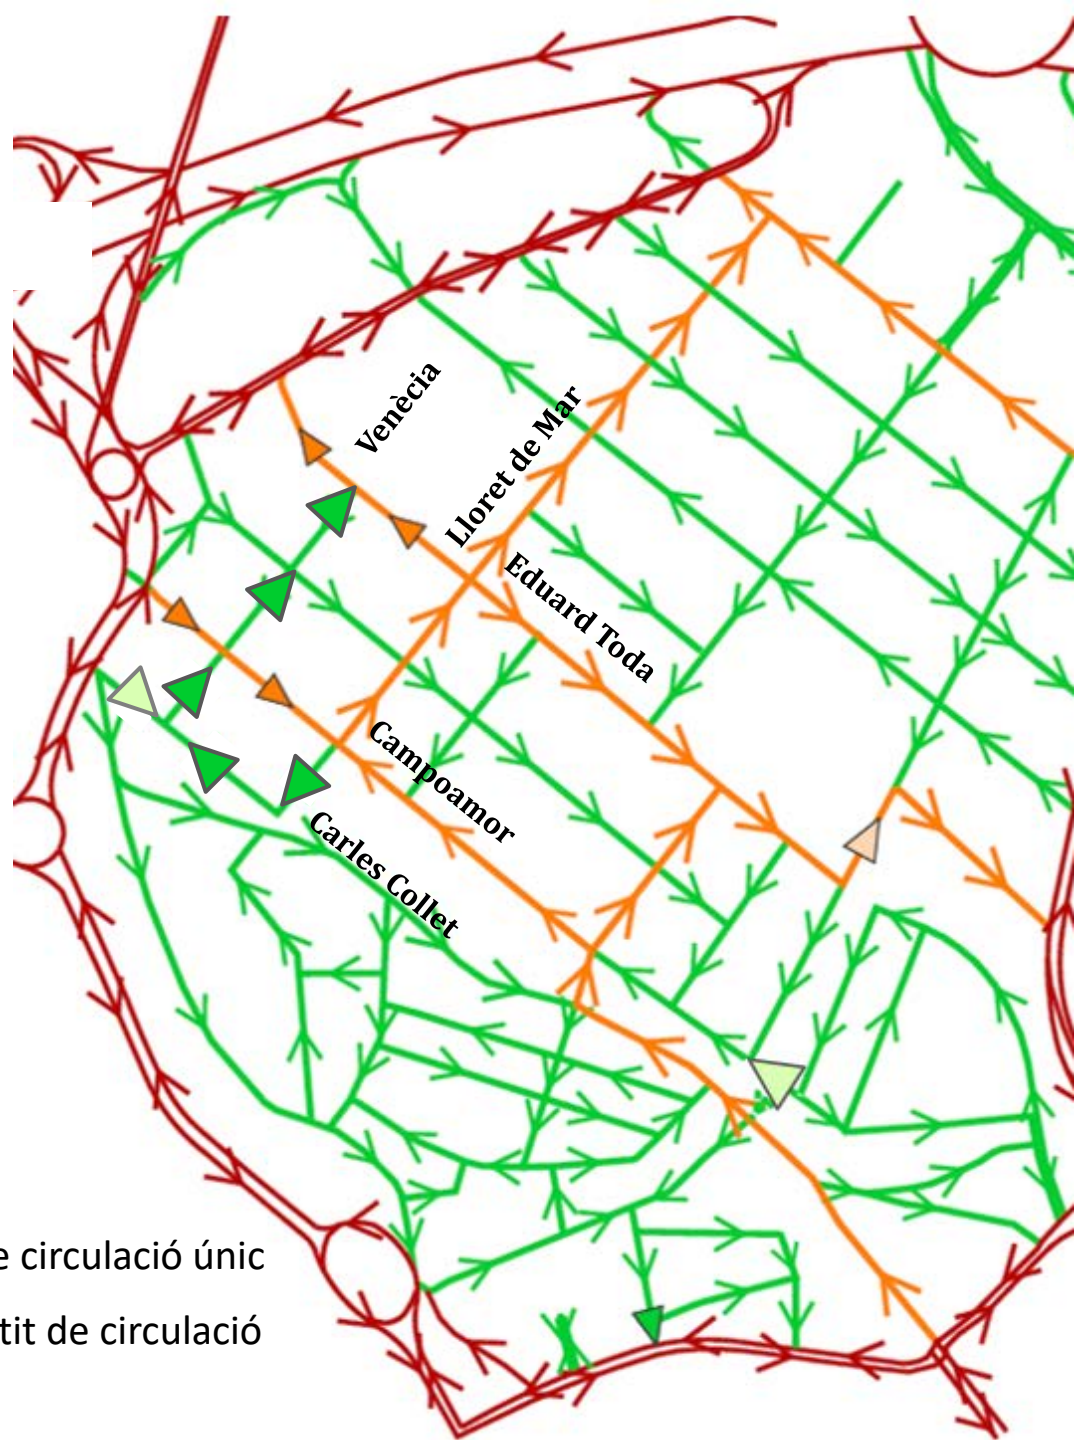 Venècia
Lloret de Mar
Eduard Toda
Campoamor
Carles Collet
e circulació únic
tit de circulació